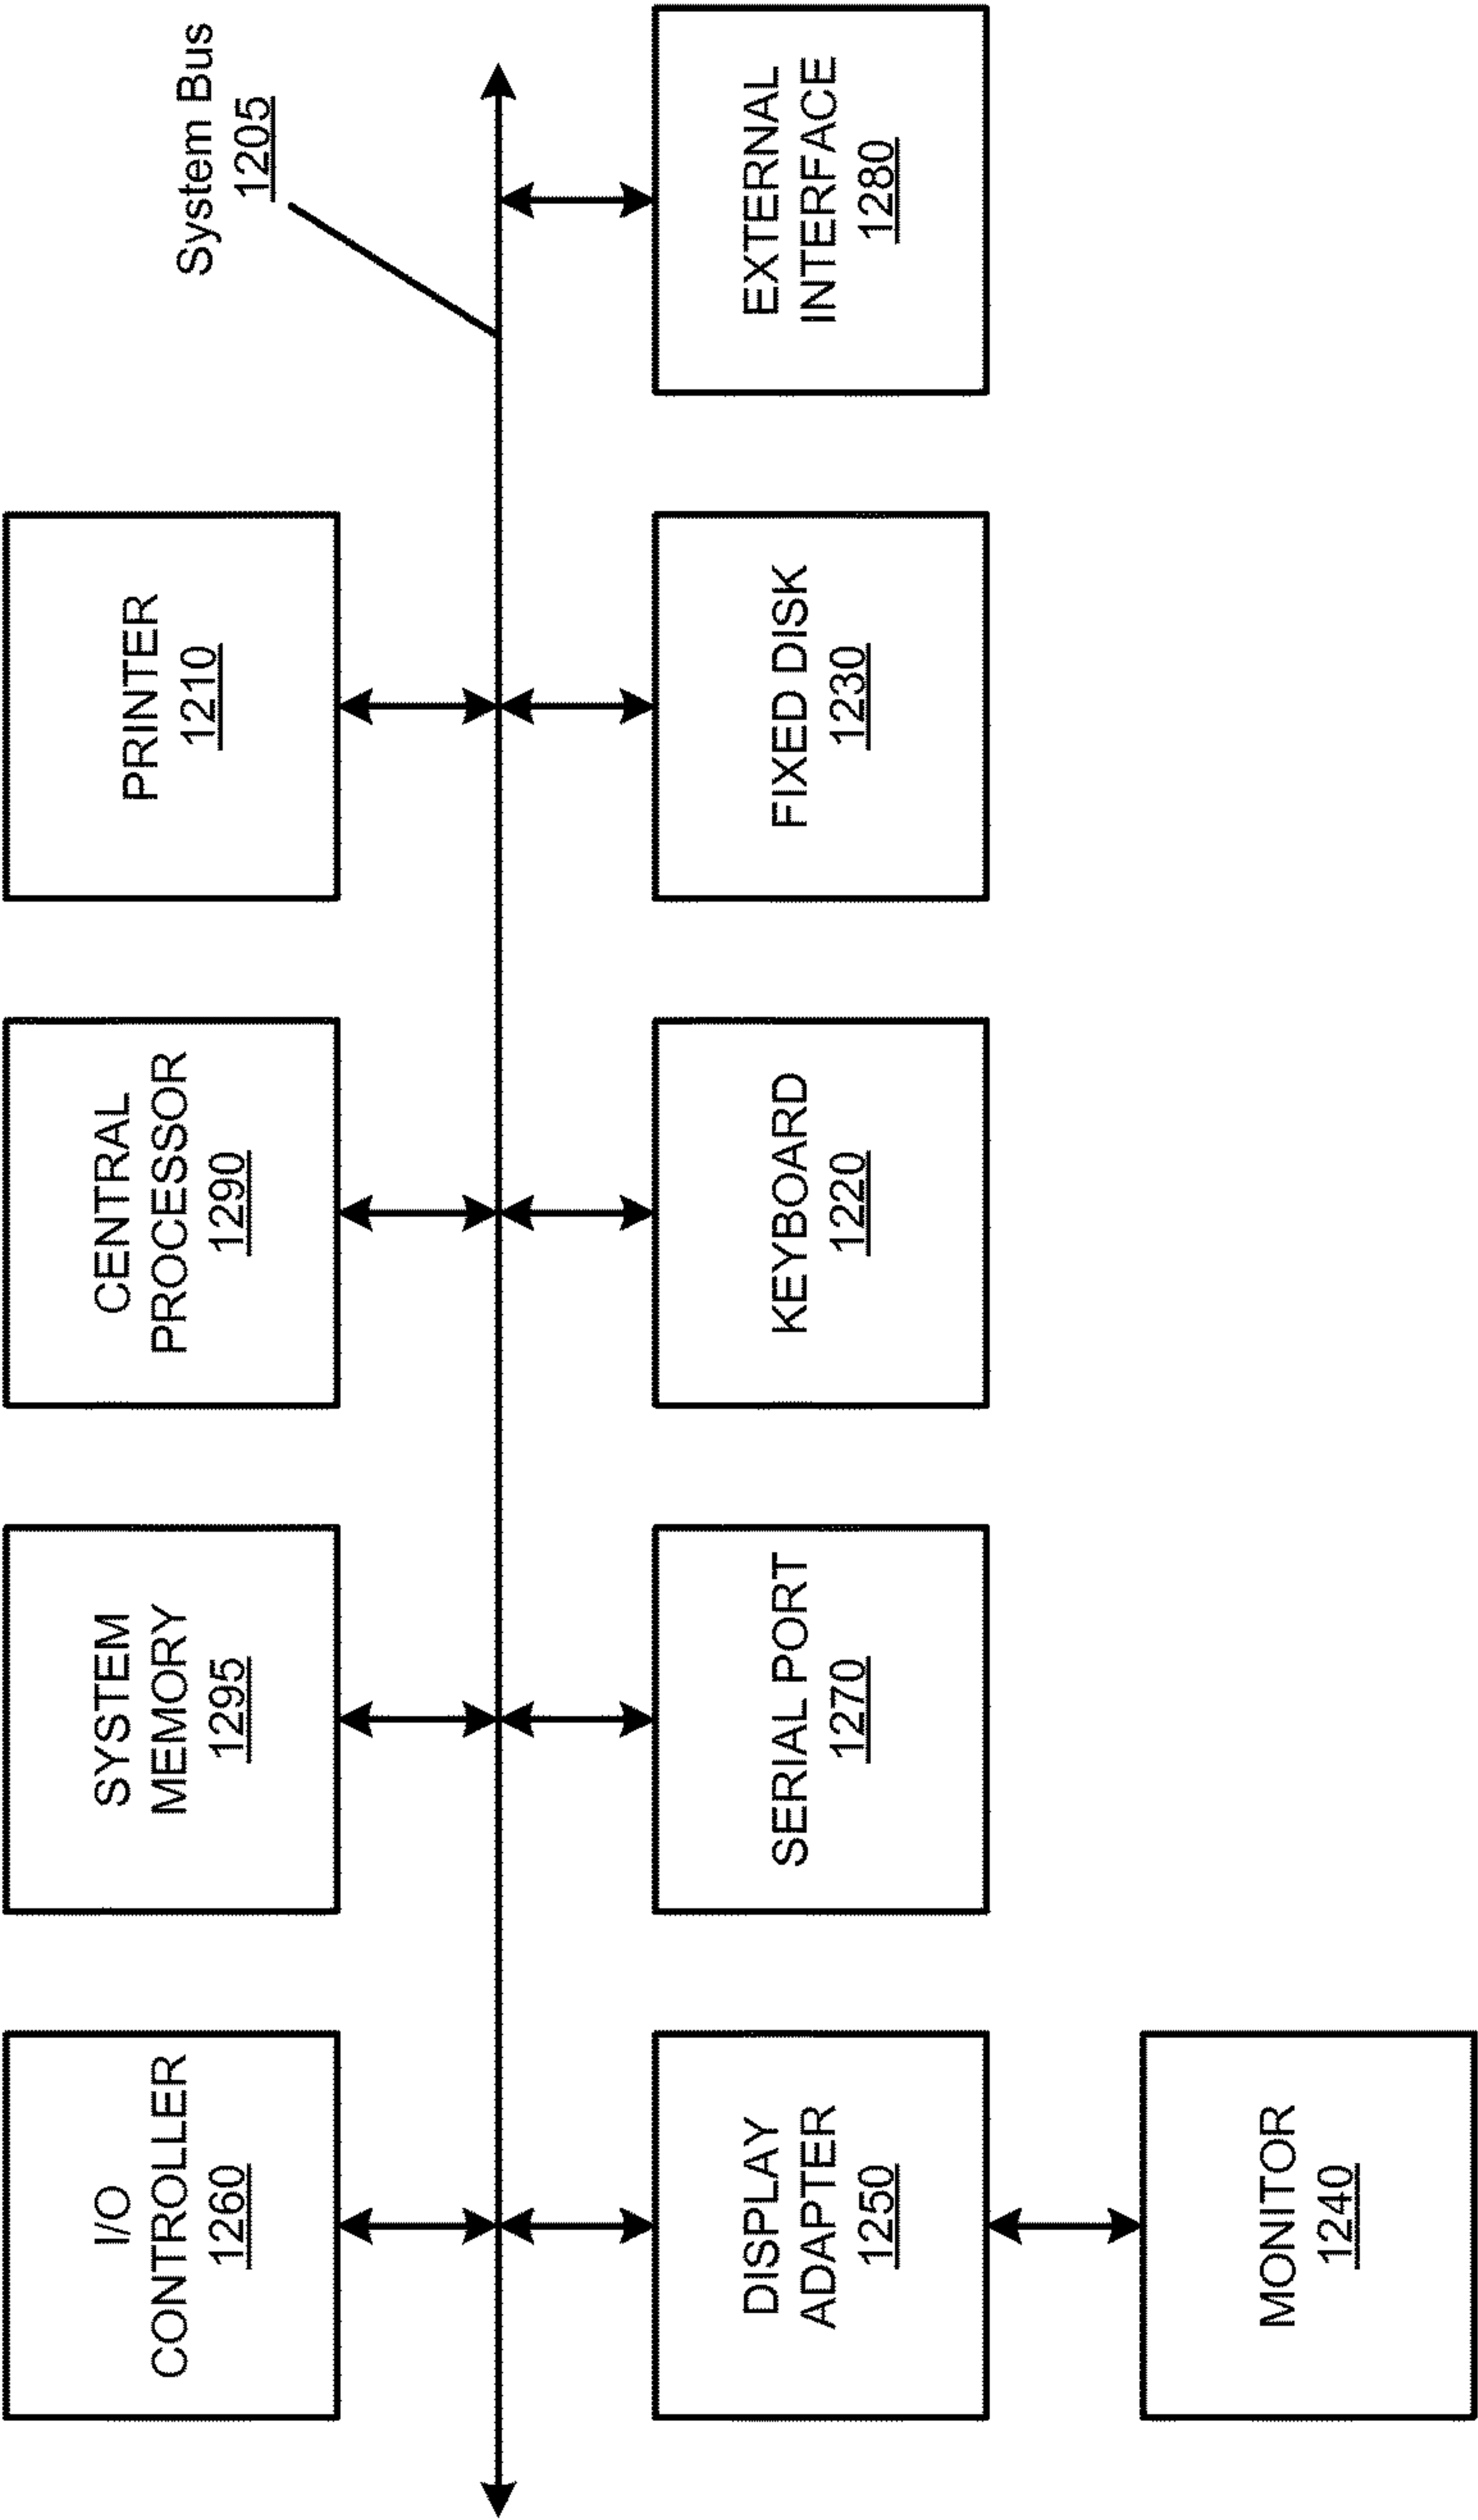 I/O
CONTROLLER
1260
SYSTEM
MEMORY
1295
CENTRAL
PROCESSOR
1290
PRINTER
1210
System Bus
1205
DISPLAY
ADAPTER
1250
SERIAL PORT
1270
KEYBOARD
1220
FIXED DISK
1230
EXTERNAL
INTERFACE
1280
MONITOR
1240